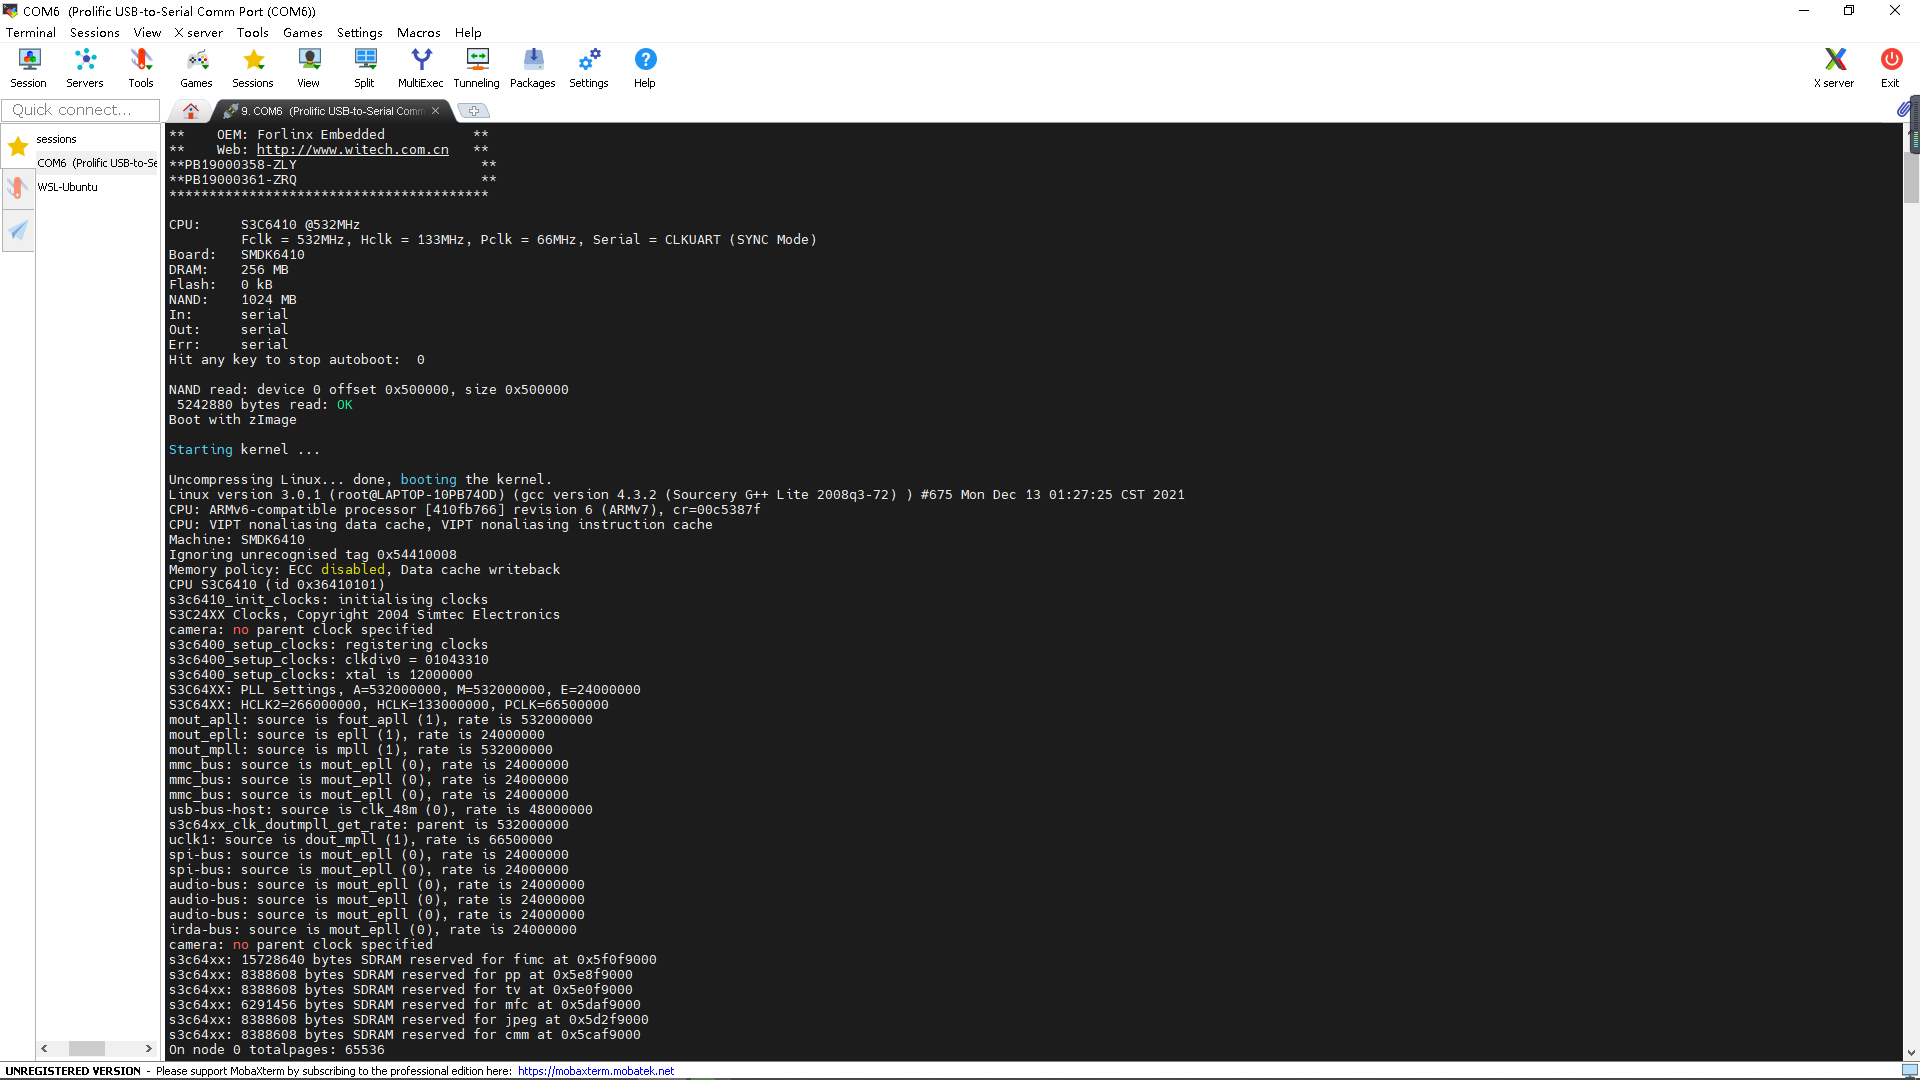 COM6 (Prolific USB-to-Serial Comm Port (COM6))
Terminal Sessions View X server Tools Games Settings Macros Help
Session Servers Tools Games Sessions View Split MultiExec Tunneling Packages Settings Help X server Exit
Quick connect...
9. COM6 (Prolific USB-to-Serial Comm
sessions
COM6 (Prolific USB-to-Se
WSL-Ubuntu
** OEM: Forlinx Embedded **
** Web: http://www.witech.com.cn **
**PB19000358-ZLY **
**PB19000361-ZRQ **
****************************************
CPU: S3C6410 @532MHz
Fclk = 532MHz, Hclk = 133MHz, Pclk = 66MHz, Serial = CLKUART (SYNC Mode)
Board: SMDK6410
DRAM: 256 MB
Flash: 0 kB
NAND: 1024 MB
In: serial
Out: serial
Err: serial
Hit any key to stop autoboot: 0
NAND read: device 0 offset 0x500000, size 0x500000
5242880 bytes read: OK
Boot with zImage
Starting kernel ...
Uncompressing Linux... done, booting the kernel.
Linux version 3.0.1 (root@LAPTOP-10PB74OD) (gcc version 4.3.2 (Sourcery G++ Lite 2008q3-72) ) #675 Mon Dec 13 01:27:25 CST 2021
CPU: ARMv6-compatible processor [410fb766] revision 6 (ARMv7), cr=00c5387f
CPU: VIPT nonaliasing data cache, VIPT nonaliasing instruction cache
Machine: SMDK6410
Ignoring unrecognised tag 0x54410008
Memory policy: ECC disabled, Data cache writeback
CPU S3C6410 (id 0x36410101)
s3c6410_init_clocks: initialising clocks
S3C24XX Clocks, Copyright 2004 Simtec Electronics
camera: no parent clock specified
s3c6400_setup_clocks: registering clocks
s3c6400_setup_clocks: clkdiv0 = 01043310
s3c6400_setup_clocks: xtal is 12000000
S3C64XX: PLL settings, A=532000000, M=532000000, E=24000000
S3C64XX: HCLK2=266000000, HCLK=133000000, PCLK=66500000
mout_apll: source is fout_apll (1), rate is 532000000
mout_epll: source is epll (1), rate is 24000000
mout_mpll: source is mpll (1), rate is 532000000
mmc_bus: source is mout_epll (0), rate is 24000000
mmc_bus: source is mout_epll (0), rate is 24000000
mmc_bus: source is mout_epll (0), rate is 24000000
usb-bus-host: source is clk_48m (0), rate is 48000000
s3c64xx_clk_doutmpll_get_rate: parent is 532000000
uclk1: source is dout_mpll (1), rate is 66500000
spi-bus: source is mout_epll (0), rate is 24000000
spi-bus: source is mout_epll (0), rate is 24000000
audio-bus: source is mout_epll (0), rate is 24000000
audio-bus: source is mout_epll (0), rate is 24000000
audio-bus: source is mout_epll (0), rate is 24000000
irda-bus: source is mout_epll (0), rate is 24000000
camera: no parent clock specified
s3c64xx: 15728640 bytes SDRAM reserved for fimc at 0x5f0f9000
s3c64xx: 8388608 bytes SDRAM reserved for pp at 0x5e8f9000
s3c64xx: 8388608 bytes SDRAM reserved for tv at 0x5e0f9000
s3c64xx: 6291456 bytes SDRAM reserved for mfc at 0x5daf9000
s3c64xx: 8388608 bytes SDRAM reserved for jpeg at 0x5d2f9000
s3c64xx: 8388608 bytes SDRAM reserved for cmm at 0x5caf9000
On node 0 totalpages: 65536
UNREGISTERED VERSION - Please support MobaXterm by subscribing to the professional edition here: https://mobaxterm.mobatek.net